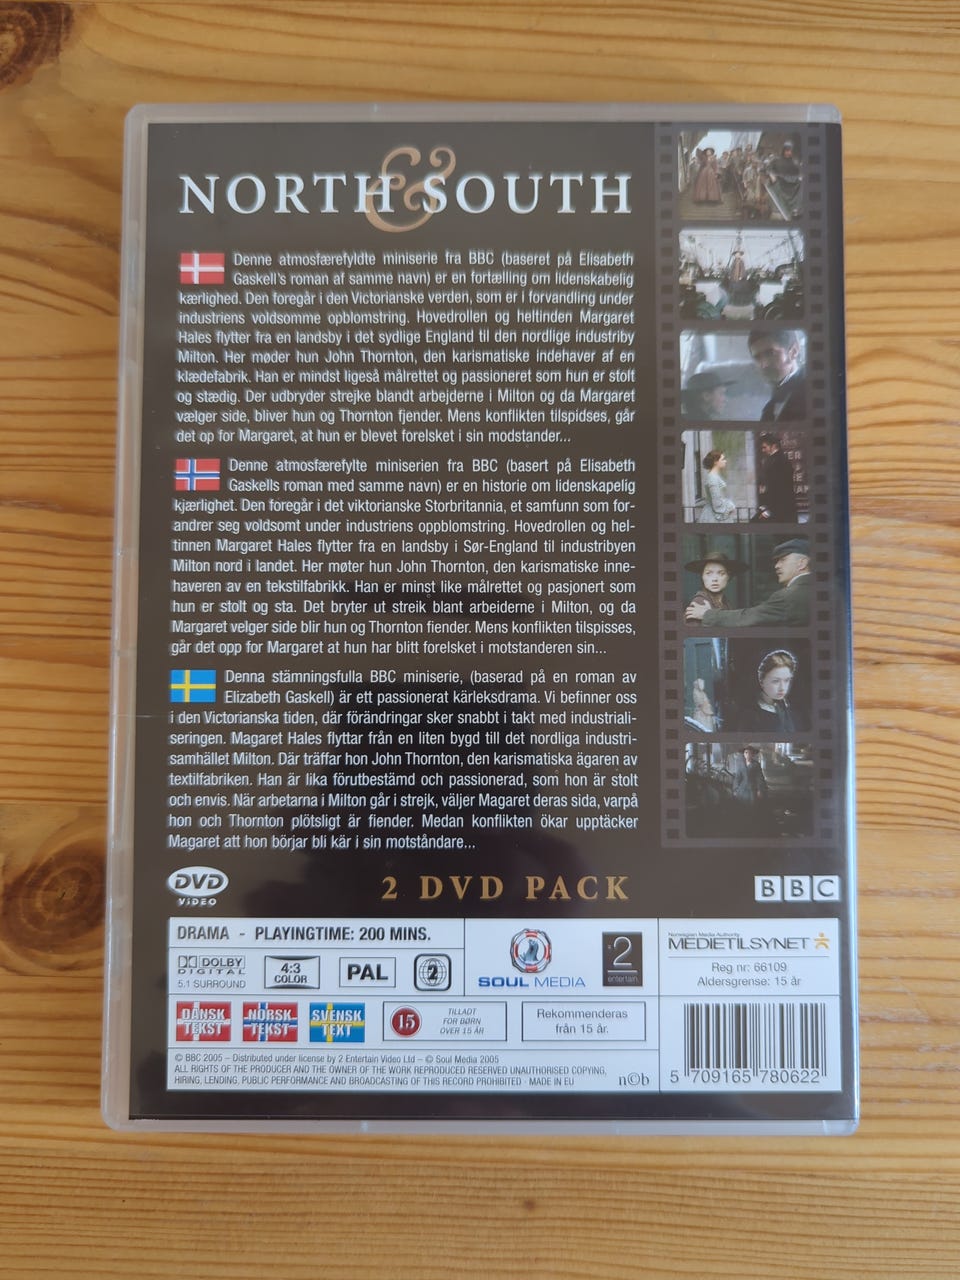 NORTH & SOUTH
Denne atmosfærefyldte miniserie fra BBC (baseret på Elisabeth
Gaskell's roman af samme navn) er en fortælling om lidenskabelig
kærlighed. Den foregår i den Victorianske verden, som er i forvandling under
industriens voldsomme opblomstring. Hovedrollen og heltinden Margaret
Hales flytter fra en landsby i det sydlige England til den nordlige industriby
Milton. Her møder hun John Thornton, den karismatiske indehaver af en
klædefabrik. Han er mindst ligeså målrettet og passioneret som hun er stolt
og stædig. Der udbryder strejke blandt arbejderne i Milton og da Margaret
vælger side, bliver hun og Thornton fjender. Mens konflikten tilspidses, går
det op for Margaret, at hun er blevet forelsket i sin modstander...
Denne atmosfærefylte miniserien fra BBC (basert på Elisabeth
Gaskells roman med samme navn) er en historie om lidenskapelig
kjærlighet. Den foregår i det viktorianske Storbritannia, et samfunn som for-
andrer seg voldsomt under industriens oppblomstring. Hovedrollen og hel-
tinnen Margaret Hales flytter fra en landsby i Sør-England til industribyen
Milton nord i landet. Her møter hun John Thornton, den karismatiske inne-
haveren av en tekstilfabrikk. Han er minst like målrettet og pasjonert som
hun er stolt og sta. Det bryter ut streik blant arbeiderne i Milton, og da
Margaret velger side blir hun og Thornton fiender. Mens konflikten tilspisses,
går det opp for Margaret at hun har blitt forelsket i motstanderen sin...
Denna stämningsfulla BBC miniserie, (baserad på en roman av
Elizabeth Gaskell) är ett passionerat kärleksdrama. Vi befinner oss
i den Victorianska tiden, där förändringar sker snabbt i takt med industriali-
seringen. Magaret Hales flyttar från en liten bygd till det nordliga industri-
samhället Milton. Där träffar hon John Thornton, den karismatiska ägaren av
textilfabriken. Han är lika förutbestämd och passionerad, som hon är stolt
och envis. När arbetarna i Milton går i strejk, väljer Magaret deras sida, varpå
hon och Thornton plötsligt är fiender. Medan konflikten ökar upptäcker
Magaret att hon börjar bli kär i sin motståndare...
DVD VIDEO
2 DVD PACK
BBC
DRAMA - PLAYINGTIME: 200 MINS.
DOLBY
DIGITAL
5.1 SURROUND
4:3
COLOR
PAL
2
SOUL MEDIA
2
entertain
Norwegian Media Authority
MEDIETILSYNET
Reg nr: 66109
Aldersgrense: 15 år
DANSK
TEKST
NORSK
TEKST
SVENSK
TEXT
15
TILLADT
FOR BØRN
OVER 15 ÅR
Rekommenderas
från 15 år.
© BBC 2005 – Distributed under license by 2 Entertain Video Ltd – © Soul Media 2005
ALL RIGHTS OF THE PRODUCER AND THE OWNER OF THE WORK REPRODUCED RESERVED UNAUTHORISED COPYING,
HIRING, LENDING, PUBLIC PERFORMANCE AND BROADCASTING OF THIS RECORD PROHIBITED · MADE IN EU
n©b
5 709165 780622